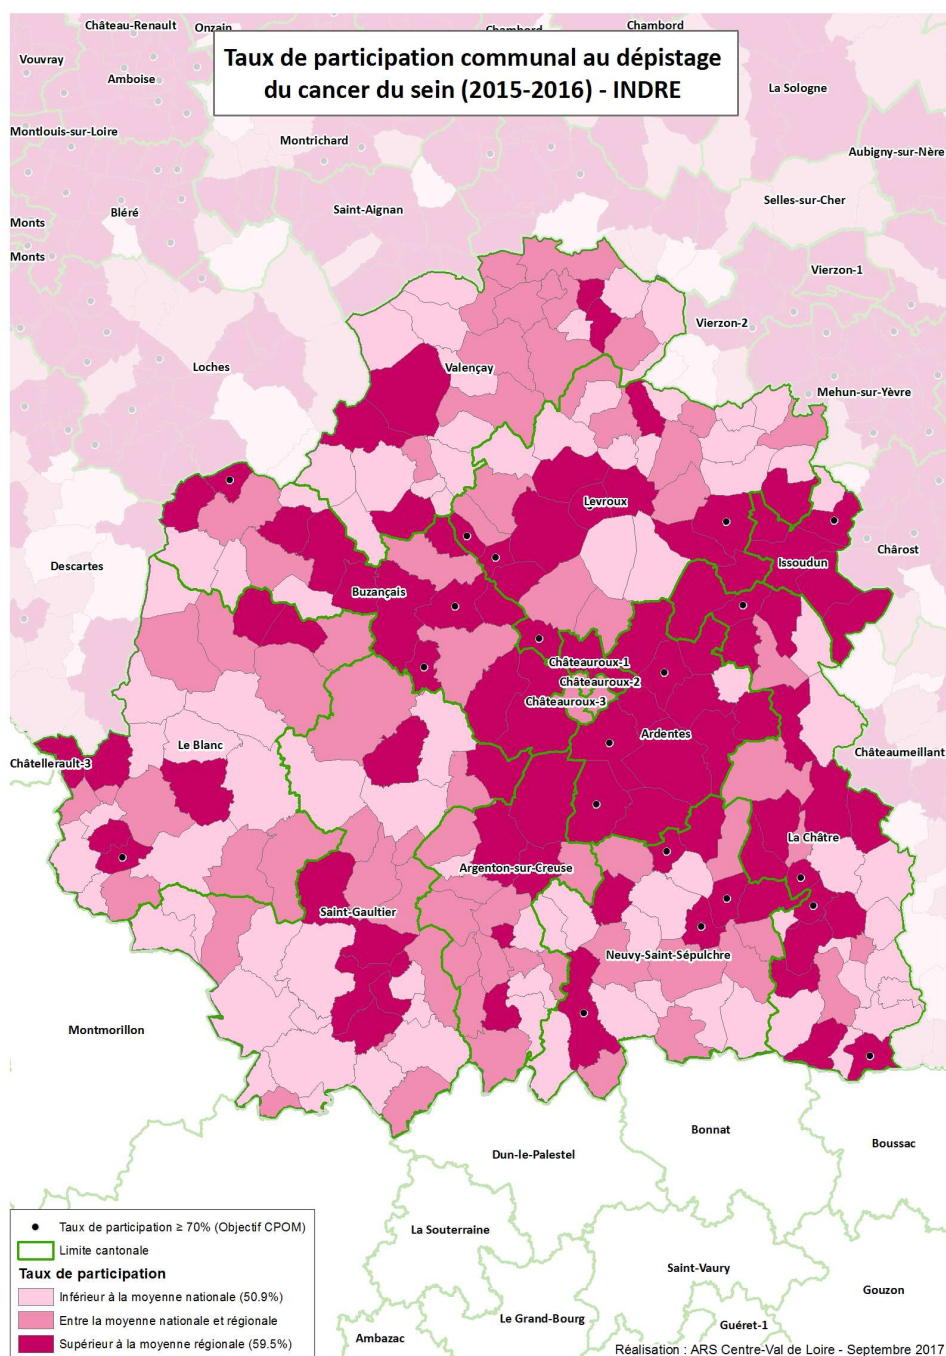 Château-Renault
Onzain
Chambord
Chambord
Vouvray
Amboise
Taux de participation communal au dépistage
du cancer du sein (2015-2016) - INDRE
La Sologne
Montlouis-sur-Loire
Montrichard
Aubigny-sur-Nère
Bléré
Saint-Aignan
Selles-sur-Cher
Monts
Monts
Vierzon-1
Vierzon-2
Loches
Valençay
Mehun-sur-Yèvre
Levroux
Chârost
Descartes
Issoudun
Buzançais
Châteauroux-1
Châteauroux-2
Châteauroux-3
Ardentes
Le Blanc
Châteaumeillant
Châtellerault-3
La Châtre
Argenton-sur-Creuse
Saint-Gaultier
Neuvy-Saint-Sépulchre
Montmorillon
Bonnat
Boussac
Dun-le-Palestel
La Souterraine
Saint-Vaury
Gouzon
Le Grand-Bourg
Guéret-1
Ambazac
Taux de participation ≥ 70% (Objectif CPOM)
Limite cantonale
Taux de participation
Inférieur à la moyenne nationale (50.9%)
Entre la moyenne nationale et régionale
Supérieur à la moyenne régionale (59.5%)
Réalisation : ARS Centre-Val de Loire - Septembre 2017